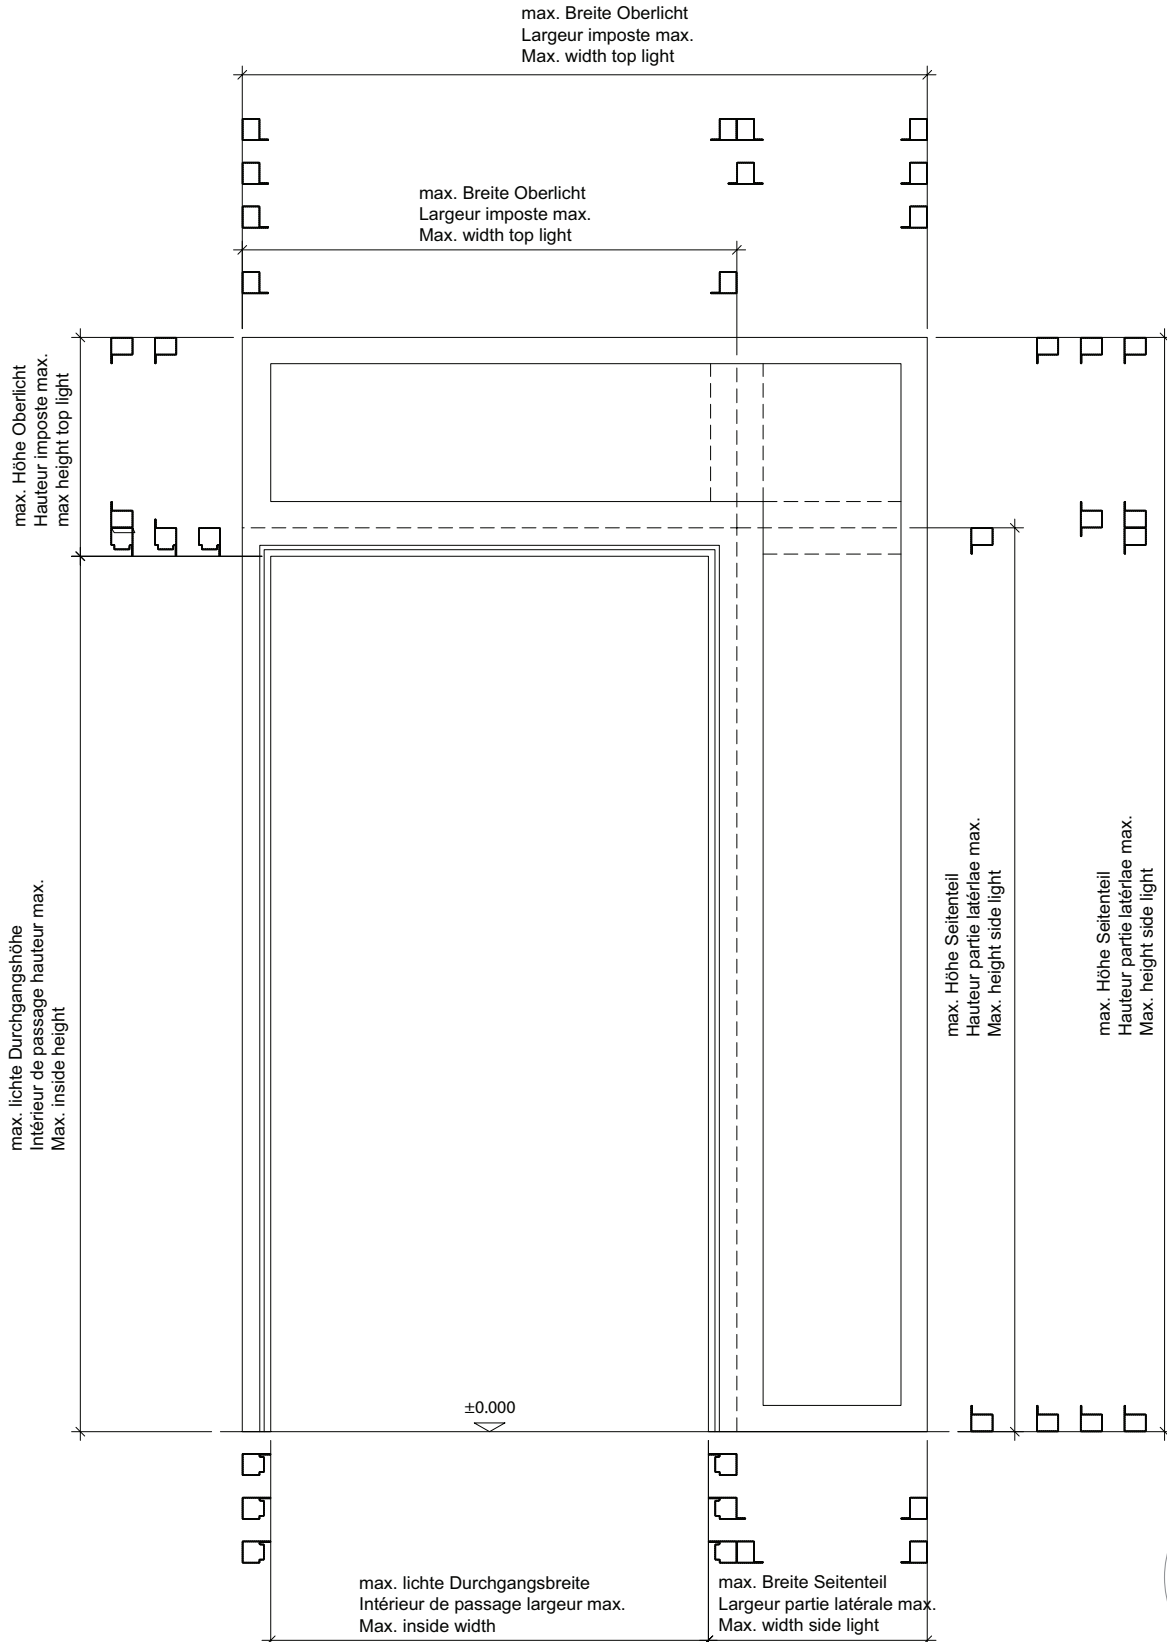 max. Breite Oberlicht
Largeur imposte max.
Max. width top light
max. Breite Oberlicht
Largeur imposte max.
Max. width top light
max. Höhe Oberlicht
Hauteur imposte max.
max height top light
max. lichte Durchgangshöhe
Intérieur de passage hauteur max.
Max. inside height
max. Höhe Seitenteil
Hauteur partie latérlae max.
Max. height side light
max. Höhe Seitenteil
Hauteur partie latérlae max.
Max. height side light
±0.000
max. lichte Durchgangsbreite
Intérieur de passage largeur max.
Max. inside width
max. Breite Seitenteil
Largeur partie latérale max.
Max. width side light